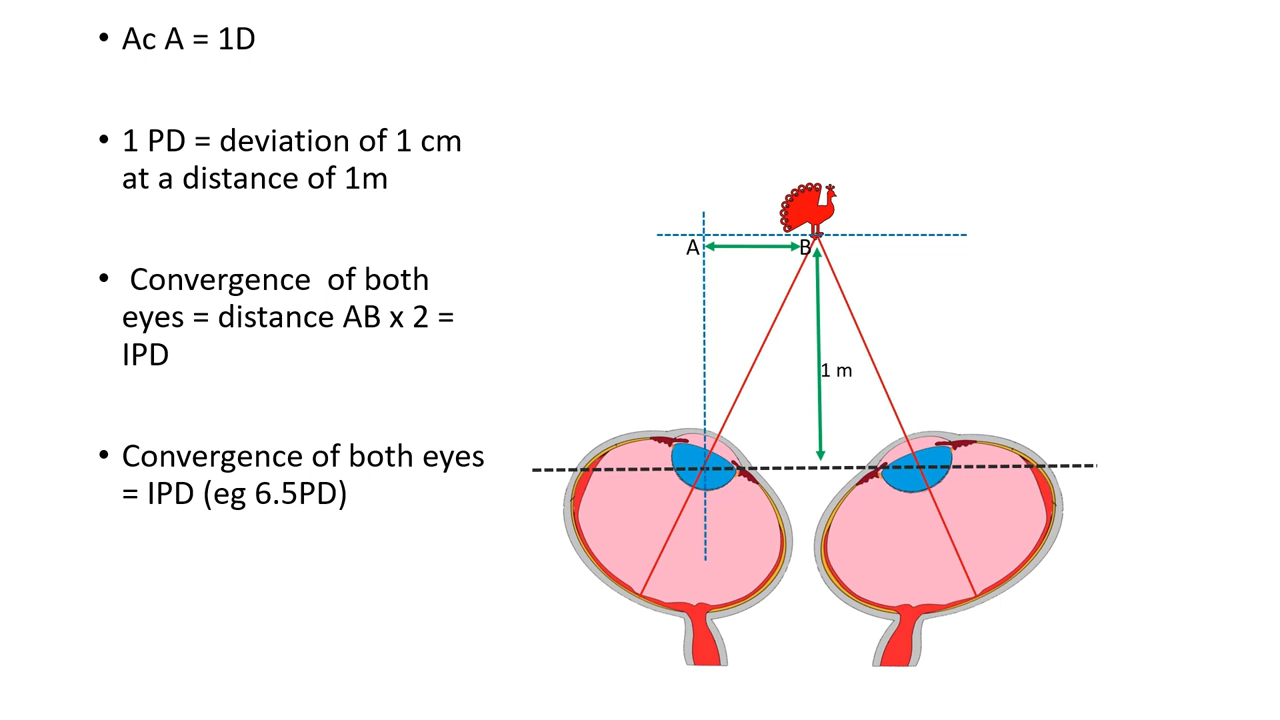 • Ac A = 1D
• 1 PD = deviation of 1 cm
at a distance of 1m
• Convergence of both
eyes = distance AB x 2 =
IPD
• Convergence of both eyes
= IPD (eg 6.5PD)
A
B
1 m